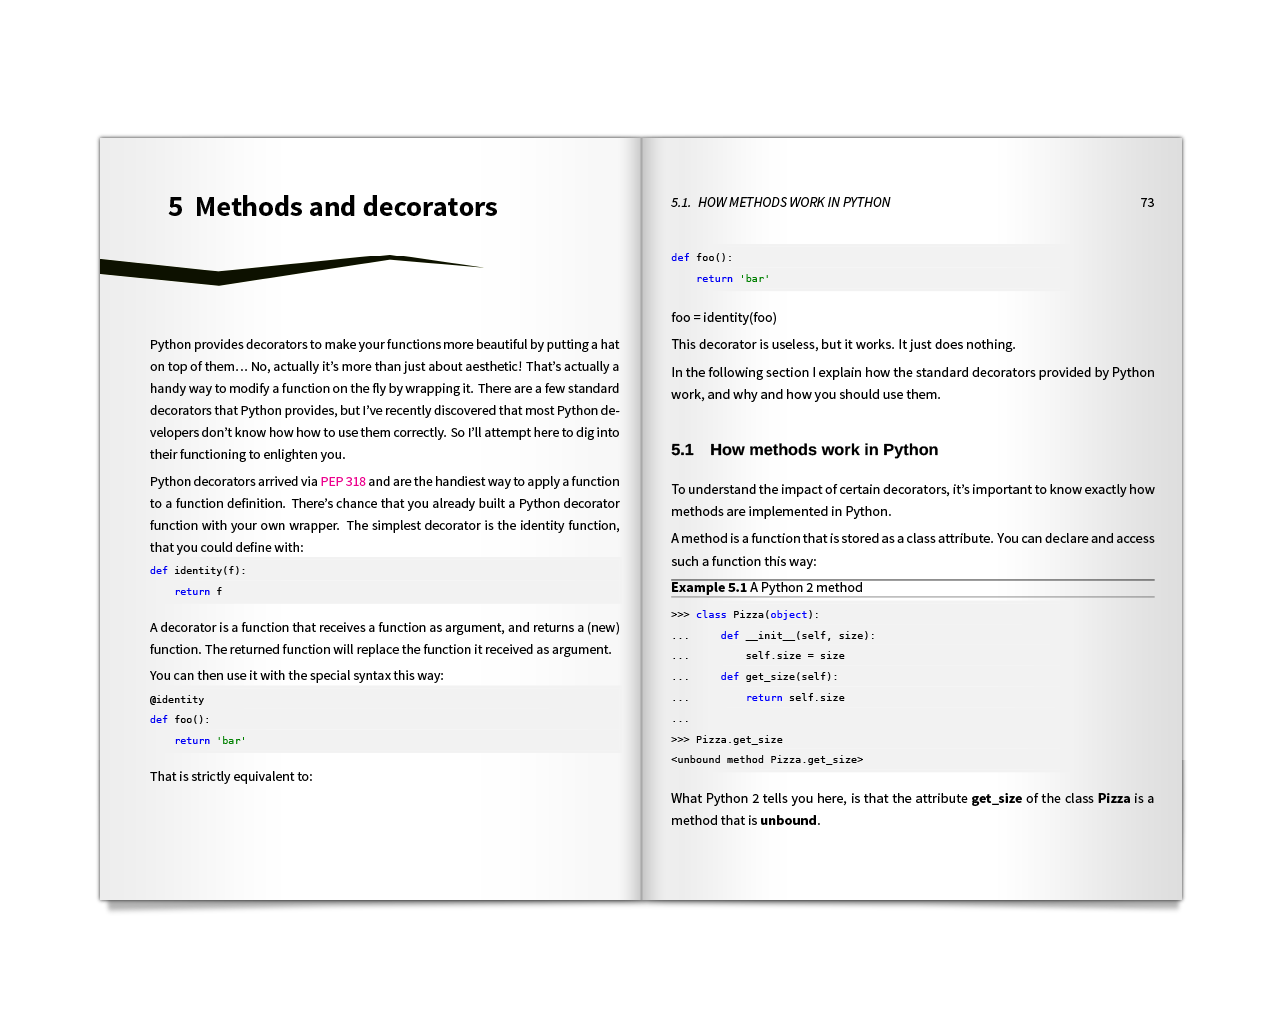 5 Methods and decorators
Python provides decorators to make your functions more beautiful by putting a hat
on top of them… No, actually it’s more than just about aesthetic! That’s actually a
handy way to modify a function on the fly by wrapping it. There are a few standard
decorators that Python provides, but I’ve recently discovered that most Python de-
velopers don’t know how how to use them correctly. So I’ll attempt here to dig into
their functioning to enlighten you.
Python decorators arrived via PEP 318 and are the handiest way to apply a function
to a function definition. There’s chance that you already built a Python decorator
function with your own wrapper. The simplest decorator is the identity function,
that you could define with:
def identity(f):
    return f
A decorator is a function that receives a function as argument, and returns a (new)
function. The returned function will replace the function it received as argument.
You can then use it with the special syntax this way:
@identity
def foo():
    return 'bar'
That is strictly equivalent to:
5.1. HOW METHODS WORK IN PYTHON 73
def foo():
    return 'bar'
foo = identity(foo)
This decorator is useless, but it works. It just does nothing.
In the following section I explain how the standard decorators provided by Python
work, and why and how you should use them.
5.1 How methods work in Python
To understand the impact of certain decorators, it’s important to know exactly how
methods are implemented in Python.
A method is a function that is stored as a class attribute. You can declare and access
such a function this way:
Example 5.1 A Python 2 method
>>> class Pizza(object):
...     def __init__(self, size):
...         self.size = size
...     def get_size(self):
...         return self.size
...
>>> Pizza.get_size
<unbound method Pizza.get_size>
What Python 2 tells you here, is that the attribute get_size of the class Pizza is a
method that is unbound.